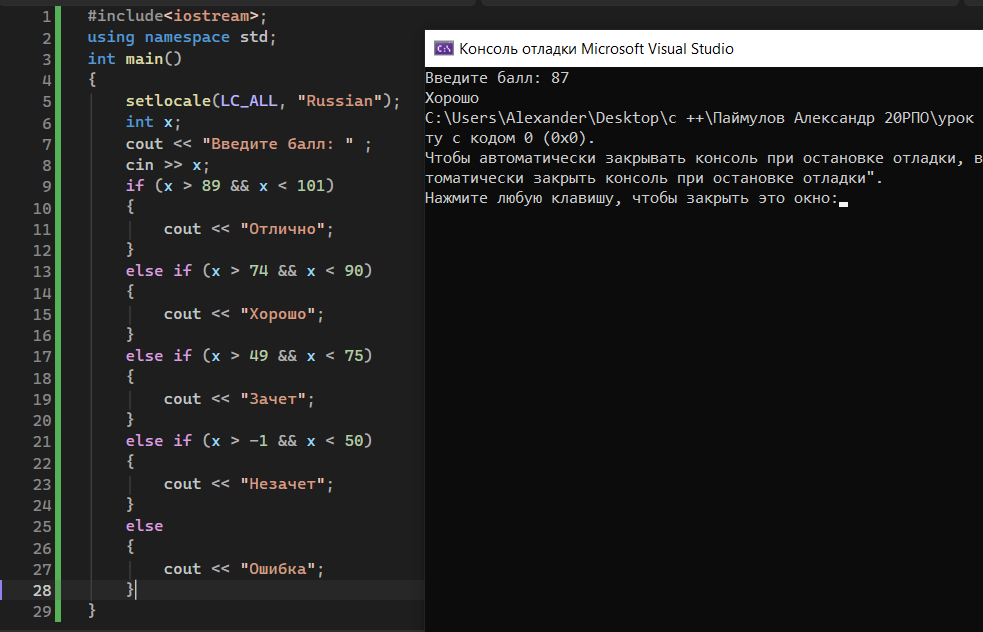 1 #include<iostream>;
2 using namespace std;
3 int main()
4 {
5 setlocale(LC_ALL, "Russian");
6 int x;
7 cout << "Введите балл: " ;
8 cin >> x;
9 if (x > 89 && x < 101)
10 {
11 cout << "Отлично";
12 }
13 else if (x > 74 && x < 90)
14 {
15 cout << "Хорошо";
16 }
17 else if (x > 49 && x < 75)
18 {
19 cout << "Зачет";
20 }
21 else if (x > -1 && x < 50)
22 {
23 cout << "Незачет";
24 }
25 else
26 {
27 cout << "Ошибка";
28 }
29 }
Консоль отладки Microsoft Visual Studio
Введите балл: 87
Хорошо
C:\Users\Alexander\Desktop\c ++\Паймулов Александр 20РПО\урок
ту с кодом 0 (0x0).
Чтобы автоматически закрывать консоль при остановке отладки, в
томатически закрыть консоль при остановке отладки".
Нажмите любую клавишу, чтобы закрыть это окно: